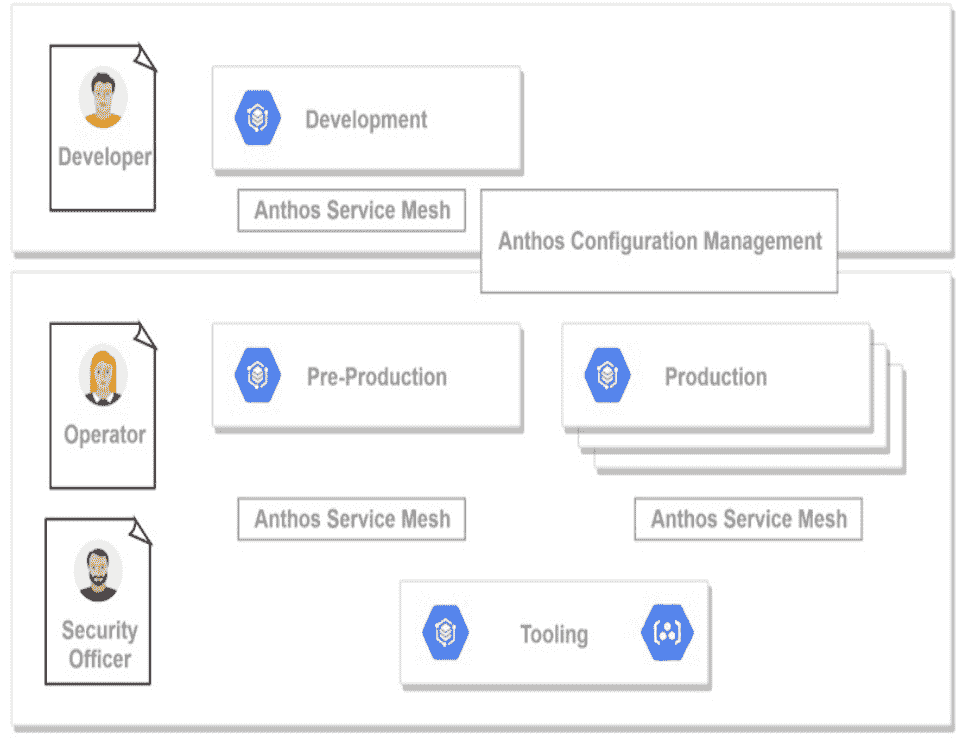 Developer
Development
Anthos Service Mesh
Anthos Configuration Management
Operator
Pre-Production
Production
Anthos Service Mesh
Anthos Service Mesh
Security
Officer
Tooling